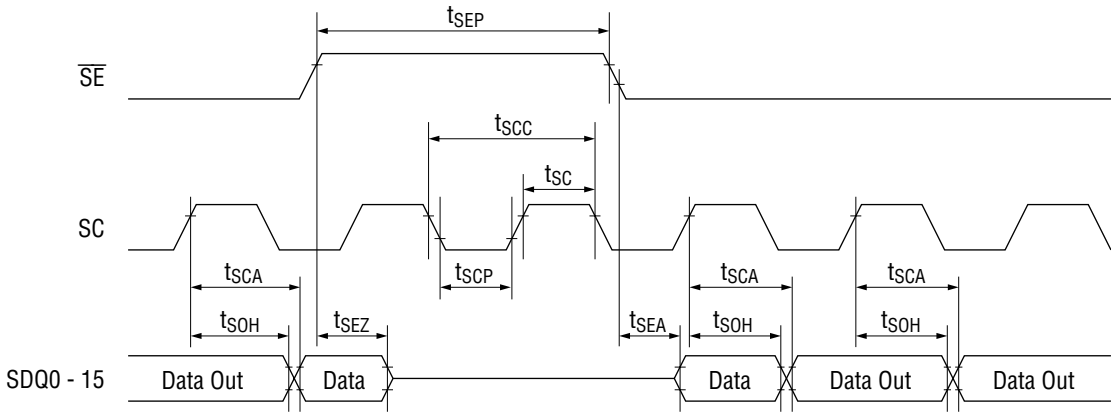 tSEP
SE
tSCC
tSC
SC
tSCP
tSCA tSCA tSCA
tSOH tSEZ tSEA tSOH tSOH
SDQ0 - 15 Data Out Data Data Data Out Data Out